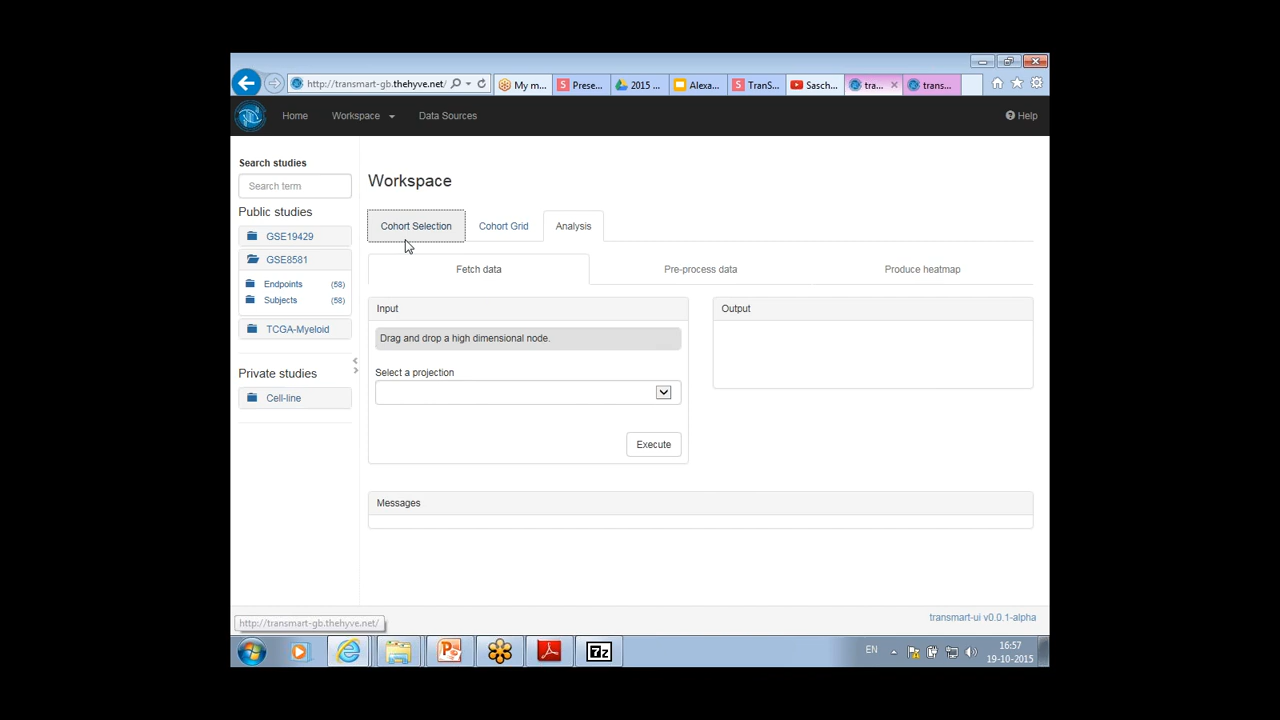 http://transmart-gb.thehyve.net/
My m...
Prese...
2015 ...
Alexa...
TranS...
Sasch...
tra...
trans...
Home
Workspace
Data Sources
Help
Search studies
Search term
Public studies
GSE19429
GSE8581
Endpoints (58)
Subjects (58)
TCGA-Myeloid
Private studies
Cell-line
Workspace
Cohort Selection
Cohort Grid
Analysis
Fetch data
Pre-process data
Produce heatmap
Input
Drag and drop a high dimensional node.
Select a projection
Execute
Output
Messages
transmart-ui v0.0.1-alpha
http://transmart-gb.thehyve.net/
7z
EN
16:57
19-10-2015